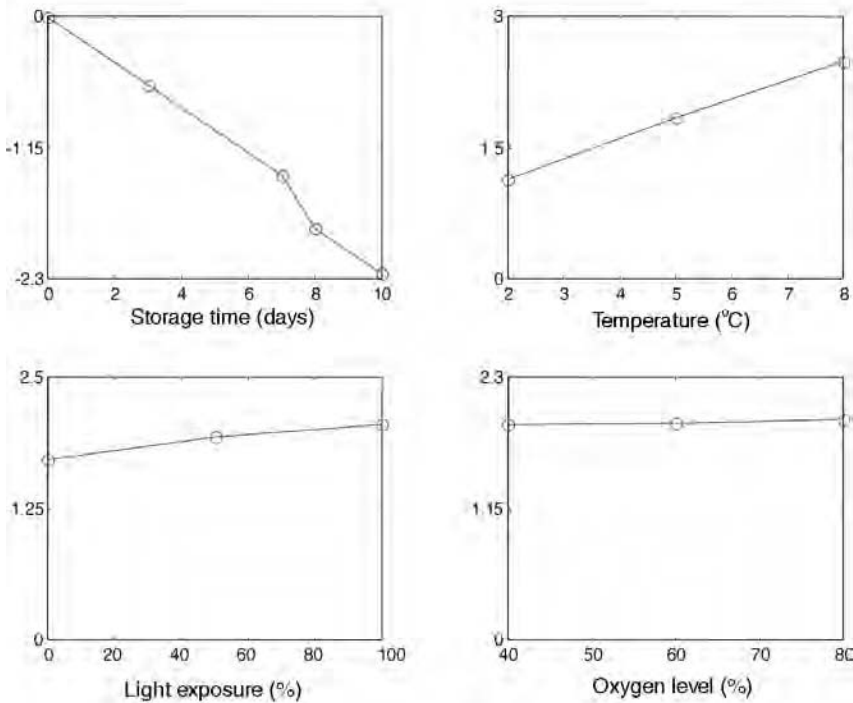 -0
-1.15
-2.3
0 2 4 6 8 10
Storage time (days)
3
1.5
0
2 3 4 5 6 7 8
Temperature (°C)
2.5
1.25
0
0 20 40 60 80 100
Light exposure (%)
2.3
1.15
0
40 50 60 70 80
Oxygen level (%)